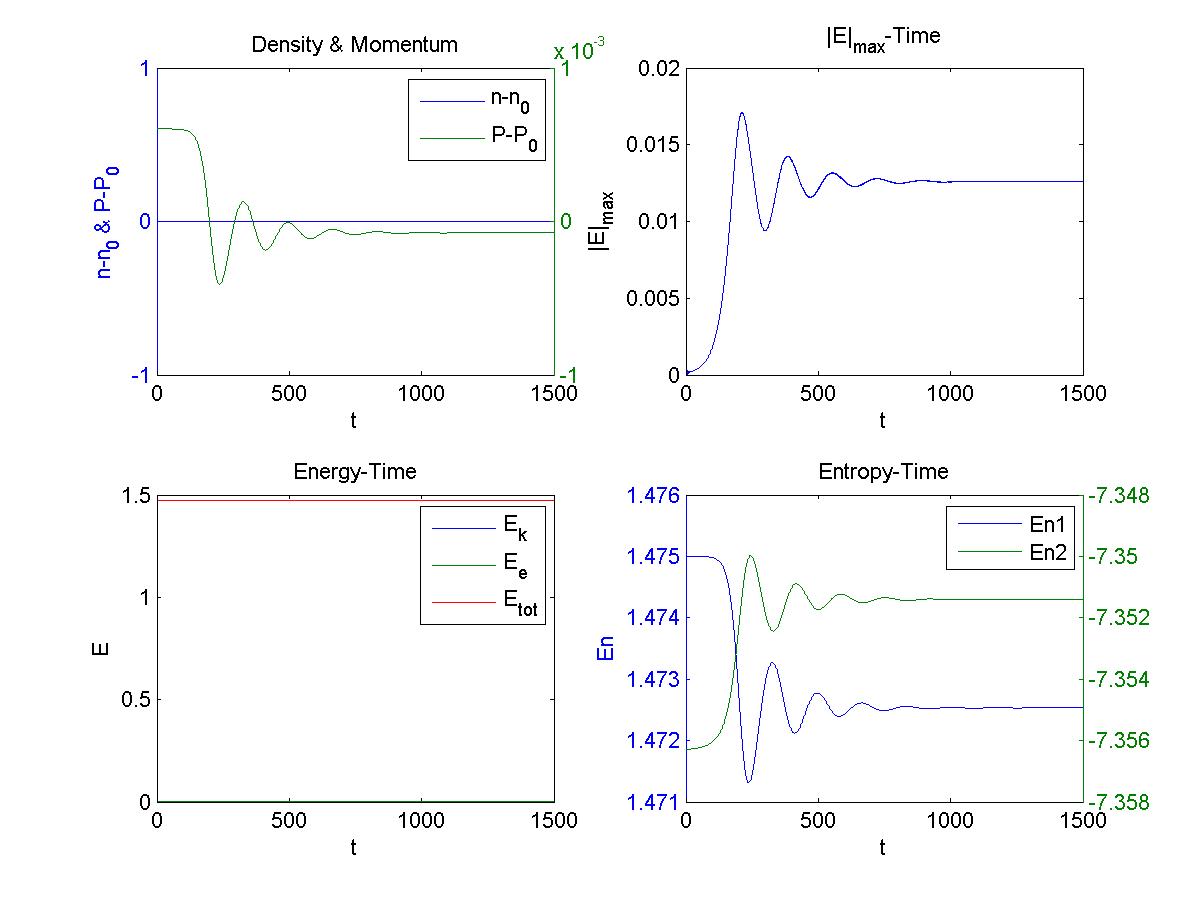 Density & Momentum
x 10^-3
1
0
-1
1
0
-1
n-n_0 & P-P_0
n-n_0
P-P_0
0
500
1000
1500
t
|E|_max-Time
0.02
0.015
0.01
0.005
0
|E|_max
0
500
1000
1500
t
Energy-Time
1.5
1
0.5
0
E
E_k
E_e
E_tot
0
500
1000
1500
t
Entropy-Time
1.476
1.475
1.474
1.473
1.472
1.471
En
En1
En2
-7.348
-7.35
-7.352
-7.354
-7.356
-7.358
0
500
1000
1500
t